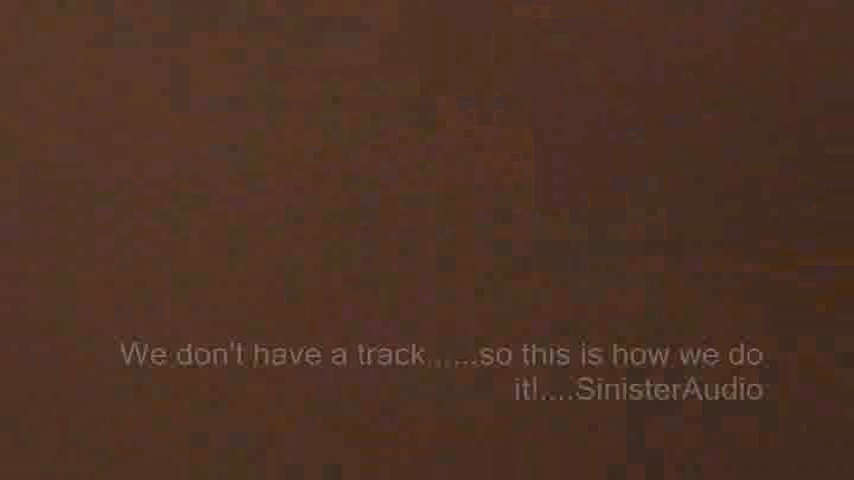 We don't have a track......so this is how we do
it!....SinisterAudio